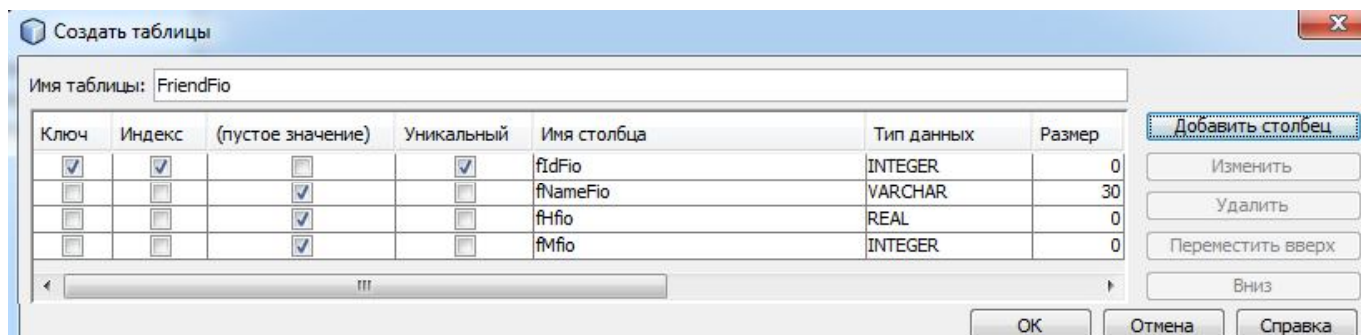 Создать таблицы
Имя таблицы: FriendFio
Ключ Индекс (пустое значение) Уникальный Имя столбца Тип данных Размер
fIdFio INTEGER 0
fNameFio VARCHAR 30
fHfio REAL 0
fMfio INTEGER 0
Добавить столбец
Изменить
Удалить
Переместить вверх
Вниз
OK Отмена Справка